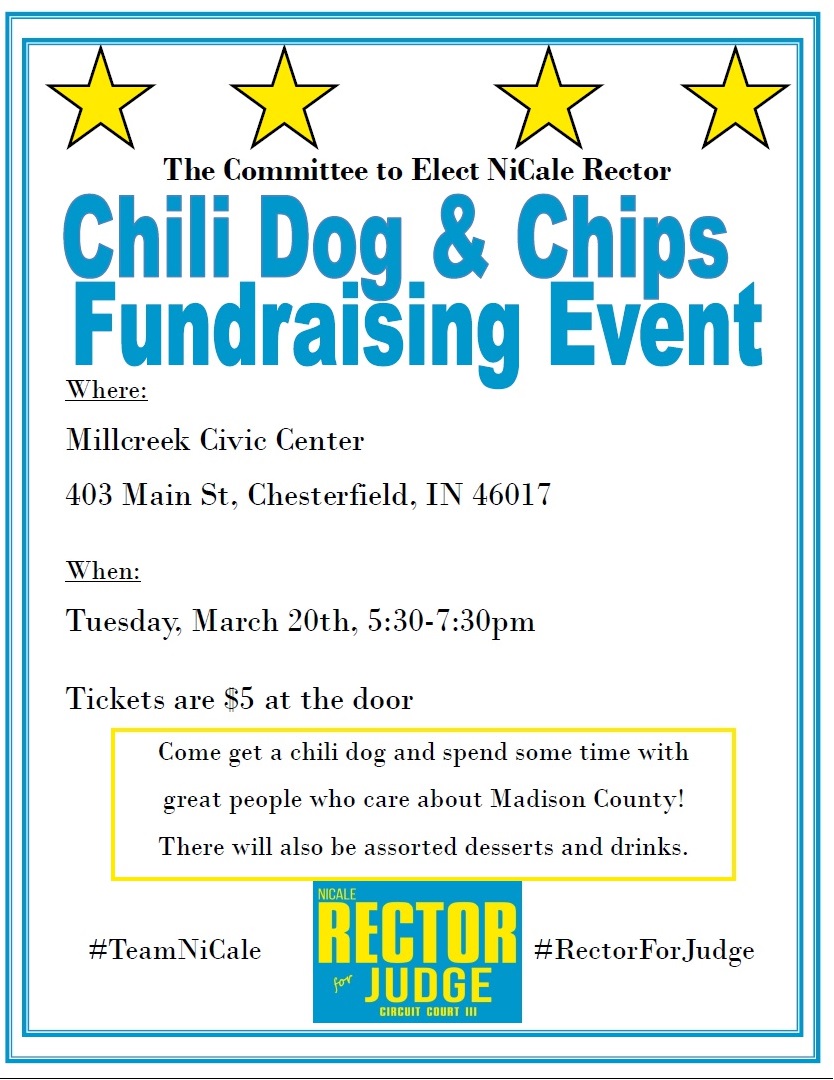 The Committee to Elect NiCale Rector
Chili Dog & Chips
Fundraising Event
Where:
Millcreek Civic Center
403 Main St, Chesterfield, IN 46017
When:
Tuesday, March 20th, 5:30-7:30pm
Tickets are $5 at the door
Come get a chili dog and spend some time with
great people who care about Madison County!
There will also be assorted desserts and drinks.
#TeamNiCale
NICALE
RECTOR
for JUDGE
CIRCUIT COURT III
#RectorForJudge